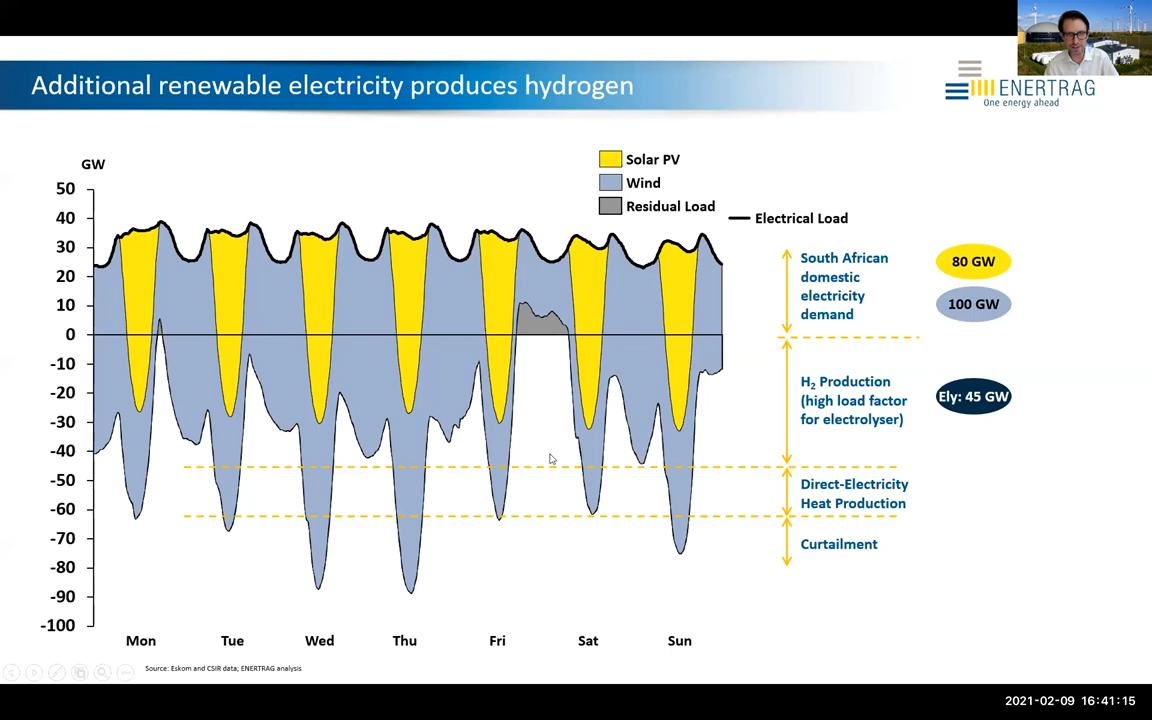 Additional renewable electricity produces hydrogen
ENERTRAG
One energy ahead
GW
50
40
30
20
10
0
-10
-20
-30
-40
-50
-60
-70
-80
-90
-100
Solar PV
Wind
Residual Load
Electrical Load
South African
domestic
electricity
demand
80 GW
100 GW
H₂ Production
(high load factor
for electrolyser)
Ely: 45 GW
Direct-Electricity
Heat Production
Curtailment
Mon Tue Wed Thu Fri Sat Sun
Source: Eskom and CSIR data; ENERTRAG analysis
2021-02-09 16:41:15